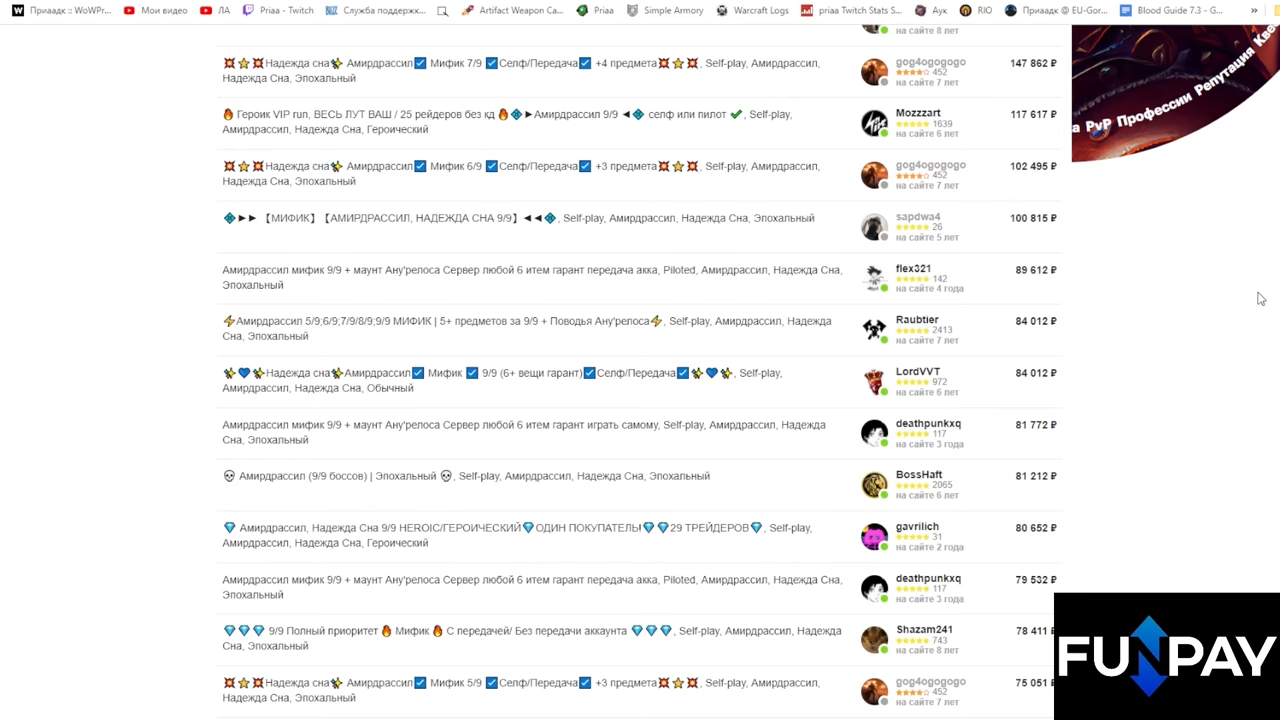 Приаадк :: WoWPr...
Мои видео
ЛА
Priaa - Twitch
Служба поддержк...
Artifact Weapon Ca...
Priaa
Simple Armory
Warcraft Logs
priaa Twitch Stats S...
Аук
RIO
Приаадк @ EU-Gor...
Blood Guide 7.3 - G...
»
на сайте 8 лет
Надежда сна Амирдрассил Мифик 7/9 Селф/Передача +4 предмета, Self-play, Амирдрассил,
Надежда Сна, Эпохальный
gog4ogogogo
452
на сайте 7 лет
147 862 ₽
Героик VIP run, ВЕСЬ ЛУТ ВАШ / 25 рейдеров без кд ►Амирдрассил 9/9 ◄ селф или пилот ✔, Self-play,
Амирдрассил, Надежда Сна, Героический
Mozzzart
1639
на сайте 6 лет
117 617 ₽
Надежда сна Амирдрассил Мифик 6/9 Селф/Передача +3 предмета, Self-play, Амирдрассил,
Надежда Сна, Эпохальный
gog4ogogogo
452
на сайте 7 лет
102 495 ₽
►► 【МИФИК】【АМИРДРАССИЛ, НАДЕЖДА СНА 9/9】◄◄, Self-play, Амирдрассил, Надежда Сна, Эпохальный
sapdwa4
26
на сайте 5 лет
100 815 ₽
Амирдрассил мифик 9/9 + маунт Ану'релоса Сервер любой 6 итем гарант передача акка, Piloted, Амирдрассил, Надежда Сна,
Эпохальный
flex321
142
на сайте 4 года
89 612 ₽
Амирдрассил 5/9;6/9;7/9/8/9;9/9 МИФИК | 5+ предметов за 9/9 + Поводья Ану'релоса, Self-play, Амирдрассил, Надежда
Сна, Эпохальный
Raubtier
2413
на сайте 7 лет
84 012 ₽
Надежда сна Амирдрассил Мифик 9/9 (6+ вещи гарант) Селф/Передача, Self-play,
Амирдрассил, Надежда Сна, Обычный
LordVVT
972
на сайте 6 лет
84 012 ₽
Амирдрассил мифик 9/9 + маунт Ану'релоса Сервер любой 6 итем гарант играть самому, Self-play, Амирдрассил, Надежда
Сна, Эпохальный
deathpunkxq
117
на сайте 3 года
81 772 ₽
Амирдрассил (9/9 боссов) | Эпохальный , Self-play, Амирдрассил, Надежда Сна, Эпохальный
BossHaft
2065
на сайте 6 лет
81 212 ₽
Амирдрассил, Надежда Сна 9/9 HEROIC/ГЕРОИЧЕСКИЙ ОДИН ПОКУПАТЕЛЬ! 29 ТРЕЙДЕРОВ, Self-play,
Амирдрассил, Надежда Сна, Героический
gavrilich
31
на сайте 2 года
80 652 ₽
Амирдрассил мифик 9/9 + маунт Ану'релоса Сервер любой 6 итем гарант передача акка, Piloted, Амирдрассил, Надежда Сна,
Эпохальный
deathpunkxq
117
на сайте 3 года
79 532 ₽
9/9 Полный приоритет Мифик С передачей/ Без передачи аккаунта , Self-play, Амирдрассил, Надежда
Сна, Эпохальный
Shazam241
743
на сайте 8 лет
78 411 ₽
Надежда сна Амирдрассил Мифик 5/9 Селф/Передача +3 предмета, Self-play, Амирдрассил,
Надежда Сна, Эпохальный
gog4ogogogo
452
на сайте 7 лет
75 051 ₽
а PvP Профессии Репутация Кве
FUNPAY